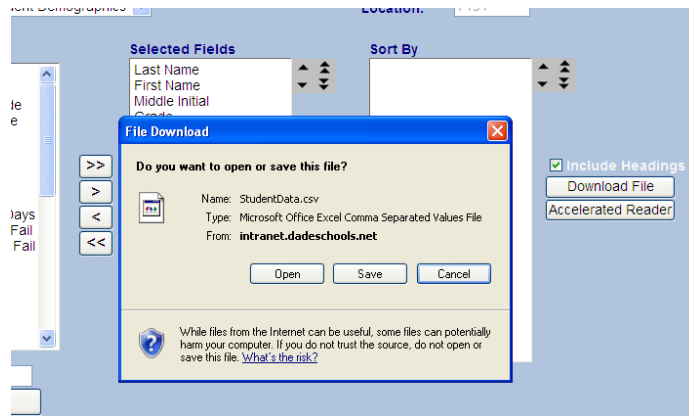 Location:
Selected Fields
Sort By
Last Name
First Name
Middle Initial
File Download
Do you want to open or save this file?
Name: StudentData.csv
Type: Microsoft Office Excel Comma Separated Values File
From: intranet.dadeschools.net
Open Save Cancel
While files from the Internet can be useful, some files can potentially
harm your computer. If you do not trust the source, do not open or
save this file. What's the risk?
>>
>
<
<<
Fail
Fail
Include Headings
Download File
Accelerated Reader